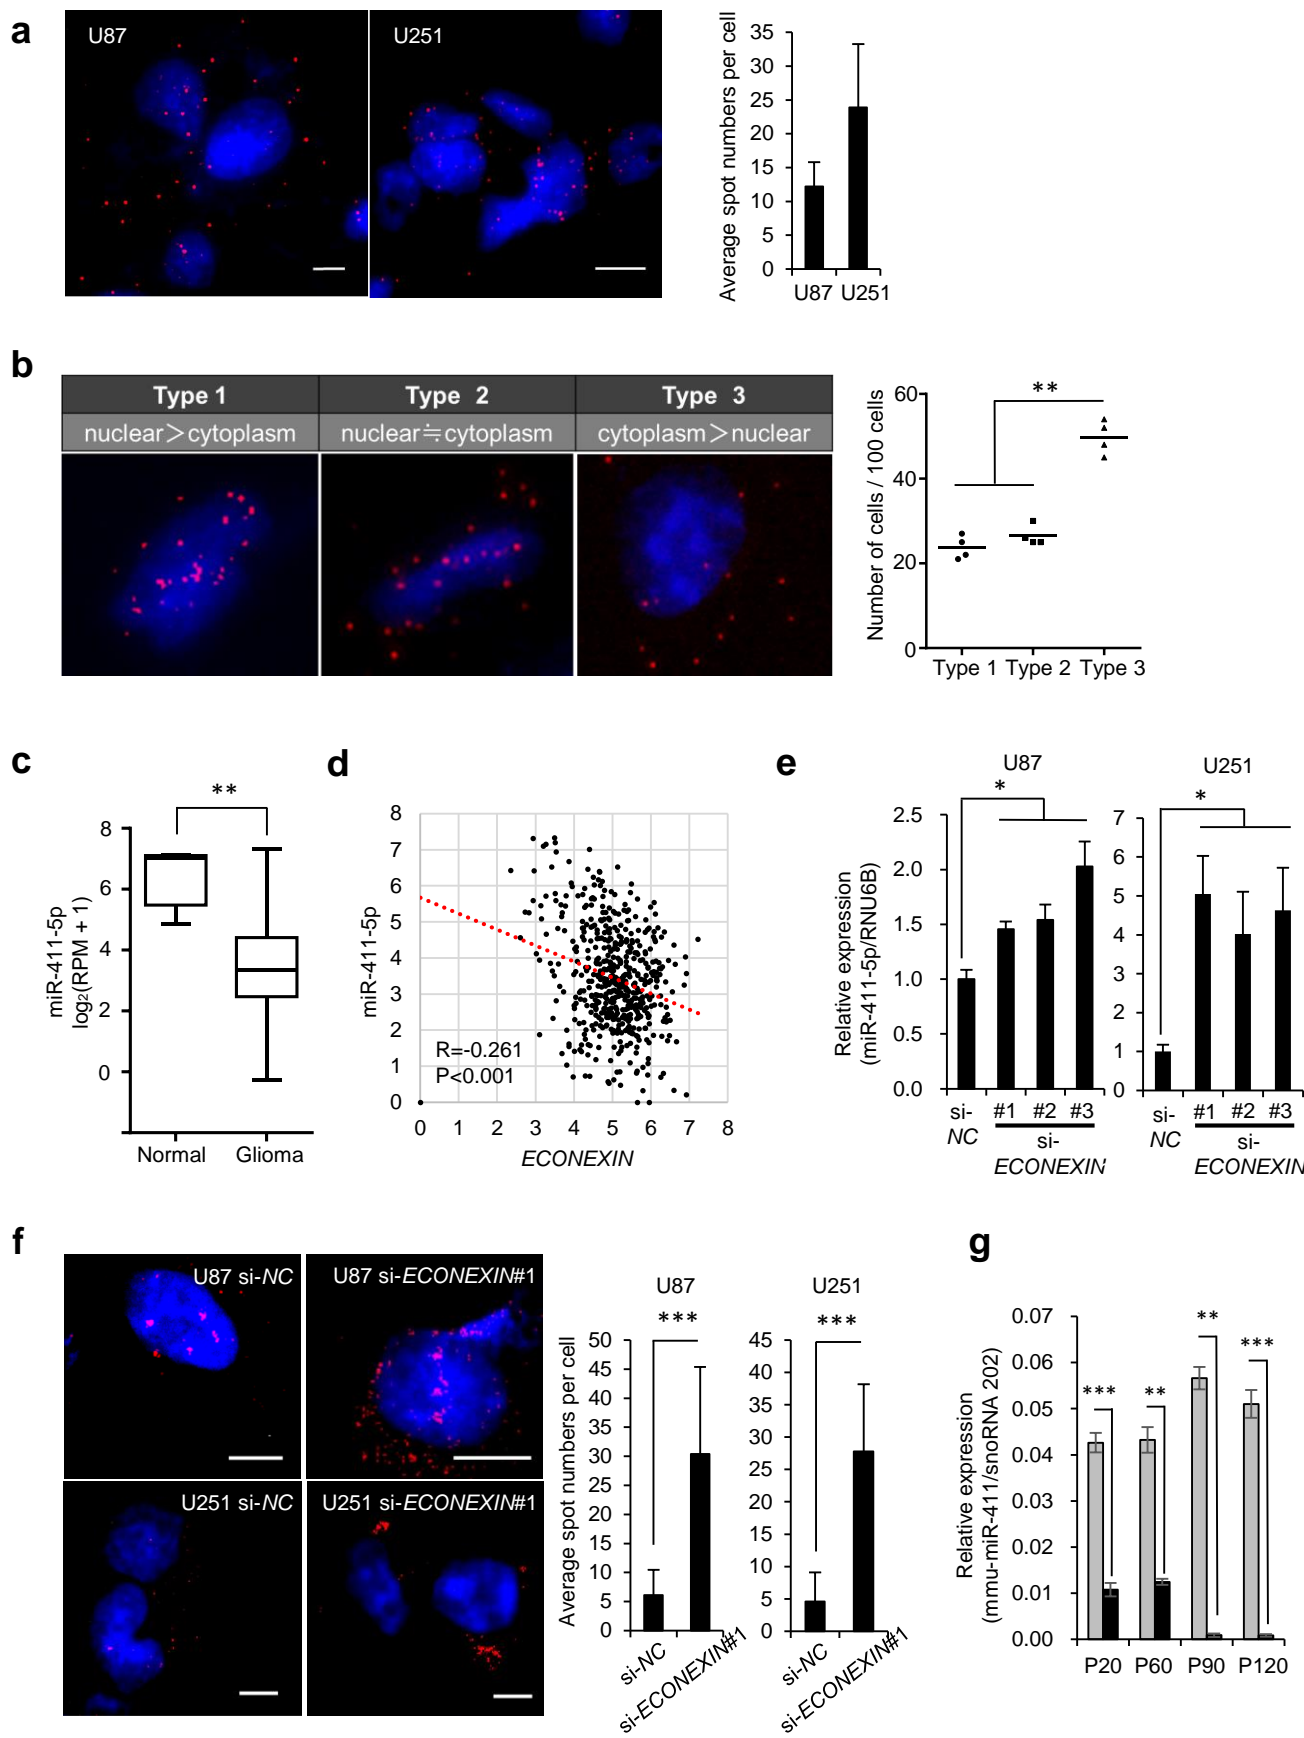 a
U87
U251
Average spot numbers per cell
35
30
25
20
15
10
5
0
U87 U251
b
Type 1
Type 2
Type 3
nuclear＞cytoplasm
nuclear≒cytoplasm
cytoplasm＞nuclear
Number of cells / 100 cells
60
40
20
0
**
Type 1 Type 2 Type 3
c
miR-411-5p
log₂(RPM + 1)
**
8
6
4
2
0
Normal
Glioma
d
miR-411-5p
8
7
6
5
4
3
2
1
0
R=-0.261
P<0.001
0 1 2 3 4 5 6 7 8
ECONEXIN
e
Relative expression
(miR-411-5p/RNU6B)
U87
*
2.5
2.0
1.5
1.0
0.5
0.0
si-
NC
#1 #2 #3
si-
ECONEXIN
U251
*
7
6
5
4
3
2
1
0
si-
NC
#1 #2 #3
si-
ECONEXIN
f
U87 si-NC
U87 si-ECONEXIN#1
U251 si-NC
U251 si-ECONEXIN#1
Average spot numbers per cell
U87
***
50
45
40
35
30
25
20
15
10
5
0
si-NC
si-ECONEXIN#1
U251
***
45
40
35
30
25
20
15
10
5
0
si-NC
si-ECONEXIN#1
g
Relative expression
(mmu-miR-411/snoRNA 202)
0.07
0.06
0.05
0.04
0.03
0.02
0.01
0.00
***
**
**
***
P20 P60 P90 P120